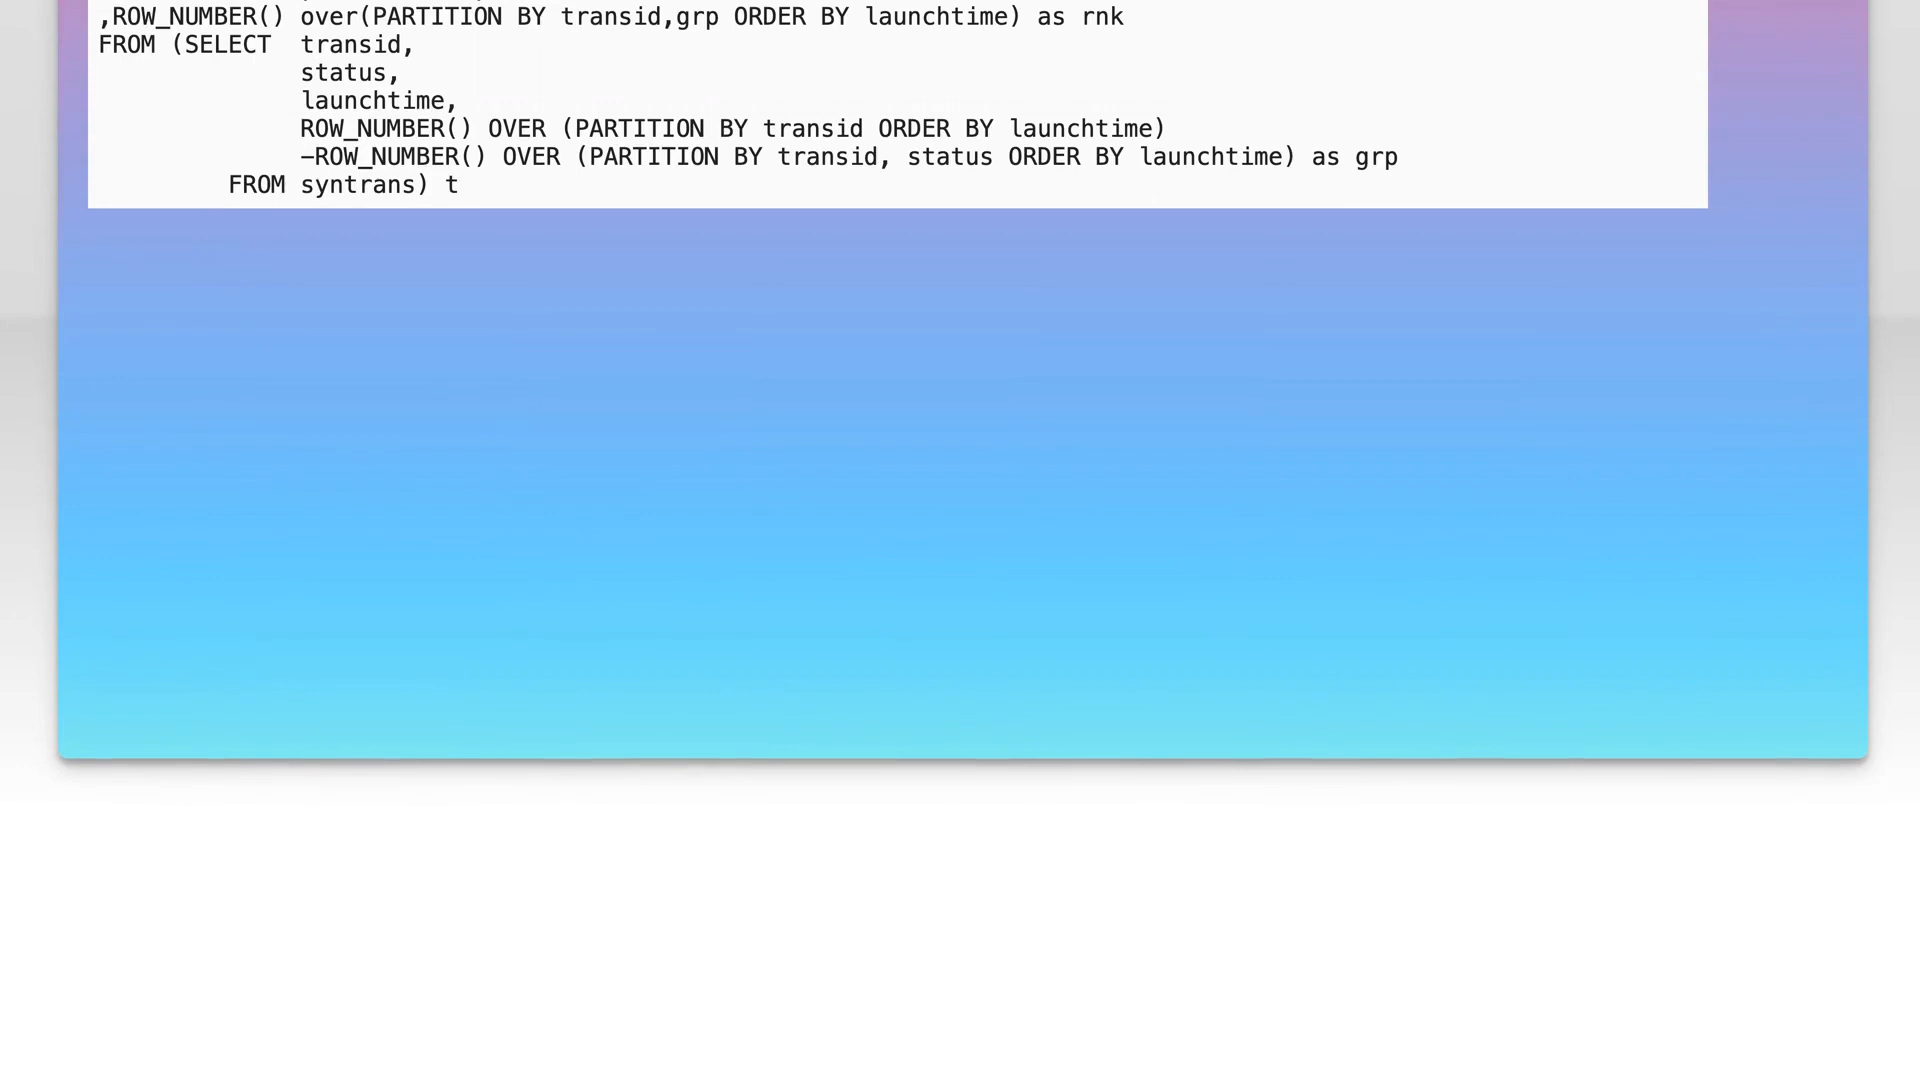 ,ROW_NUMBER() over(PARTITION BY transid,grp ORDER BY launchtime) as rnk
FROM (SELECT  transid,
              status,
              launchtime,
              ROW_NUMBER() OVER (PARTITION BY transid ORDER BY launchtime)
              –ROW_NUMBER() OVER (PARTITION BY transid, status ORDER BY launchtime) as grp
         FROM syntrans) t